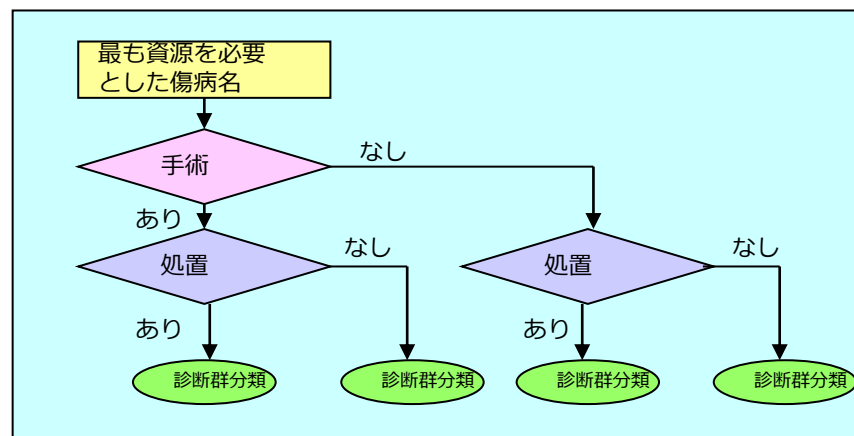 最も資源を必要
とした傷病名
手術
なし
あり
処置
なし
処置
なし
あり
あり
診断群分類
診断群分類
診断群分類
診断群分類